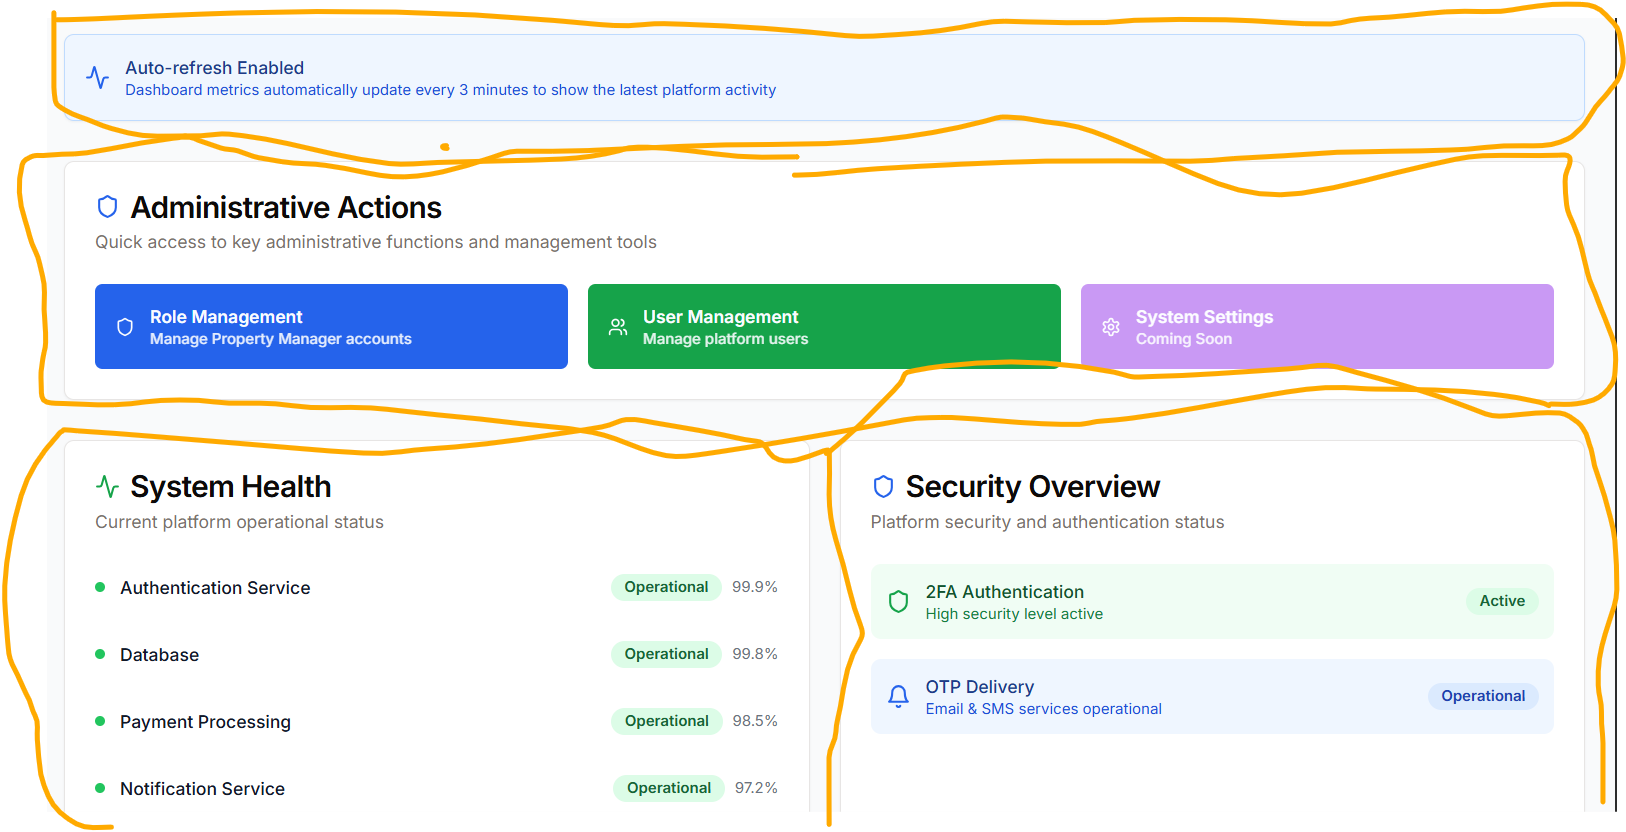 Auto-refresh Enabled
Dashboard metrics automatically update every 3 minutes to show the latest platform activity
Administrative Actions
Quick access to key administrative functions and management tools
Role Management
Manage Property Manager accounts
User Management
Manage platform users
System Settings
Coming Soon
System Health
Current platform operational status
Authentication Service Operational 99.9%
Database Operational 99.8%
Payment Processing Operational 98.5%
Notification Service Operational 97.2%
Security Overview
Platform security and authentication status
2FA Authentication
High security level active
Active
OTP Delivery
Email & SMS services operational
Operational